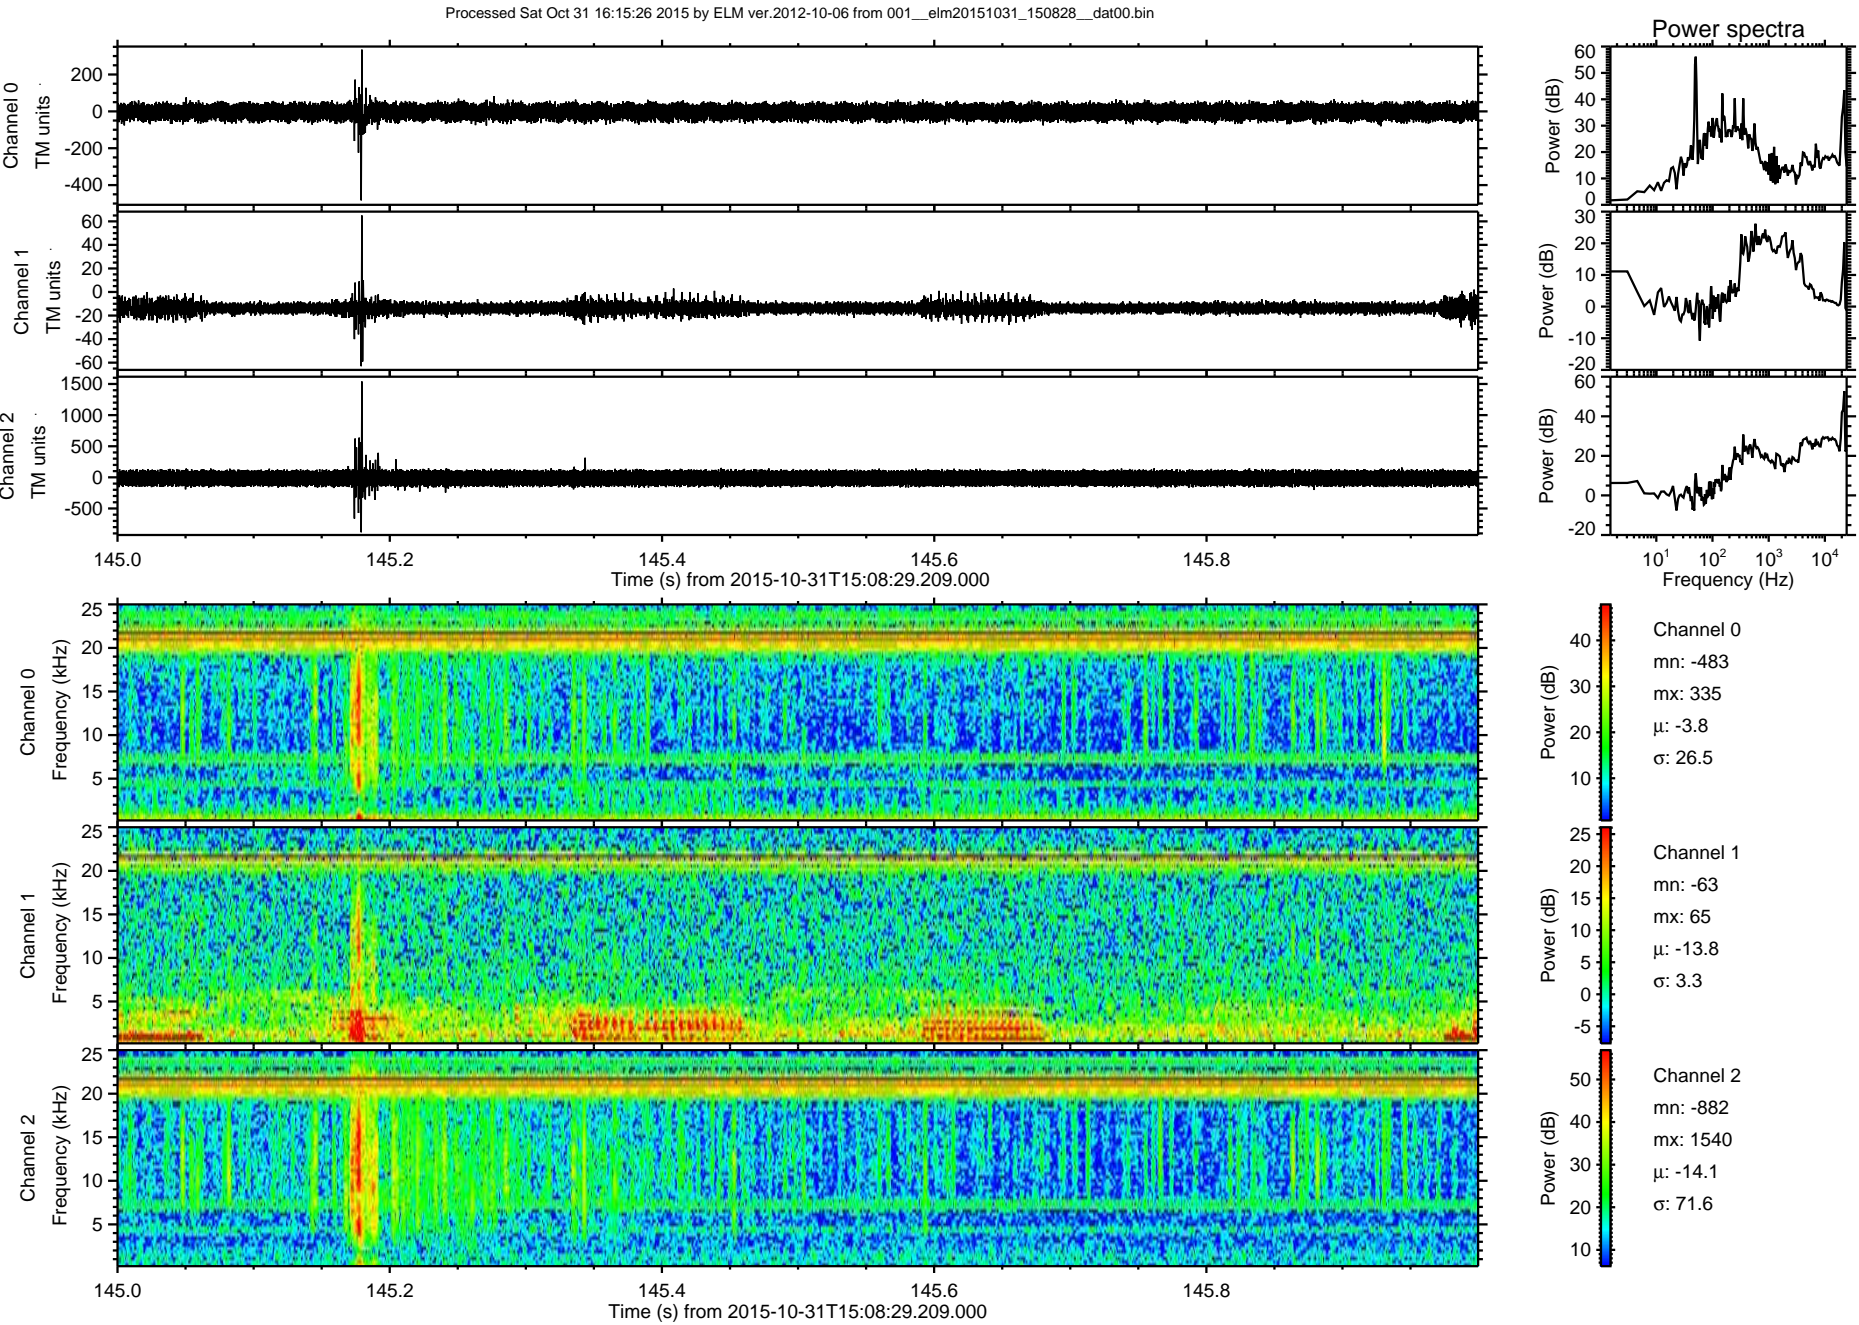 Processed Sat Oct 31 16:15:26 2015 by ELM ver.2012-10-06 from 001__elm20151031_150828__dat00.bin
Power spectra
Channel 0
TM units
200
0
-200
-400
Power (dB)
60
50
40
30
20
10
0
Channel 1
TM units
60
40
20
0
-20
-40
-60
Power (dB)
30
20
10
0
-10
-20
Channel 2
TM units
1500
1000
500
0
-500
Power (dB)
60
40
20
0
-20
145.0 145.2 145.4 145.6 145.8
Time (s) from 2015-10-31T15:08:29.209.000
10¹ 10² 10³ 10⁴
Frequency (Hz)
Channel 0
Frequency (kHz)
25
20
15
10
5
Power (dB)
40
30
20
10
Channel 0
mn: -483
mx: 335
μ: -3.8
σ: 26.5
Channel 1
Frequency (kHz)
25
20
15
10
5
Power (dB)
25
20
15
10
5
0
-5
Channel 1
mn: -63
mx: 65
μ: -13.8
σ: 3.3
Channel 2
Frequency (kHz)
25
20
15
10
5
Power (dB)
50
40
30
20
10
Channel 2
mn: -882
mx: 1540
μ: -14.1
σ: 71.6
145.0 145.2 145.4 145.6 145.8
Time (s) from 2015-10-31T15:08:29.209.000